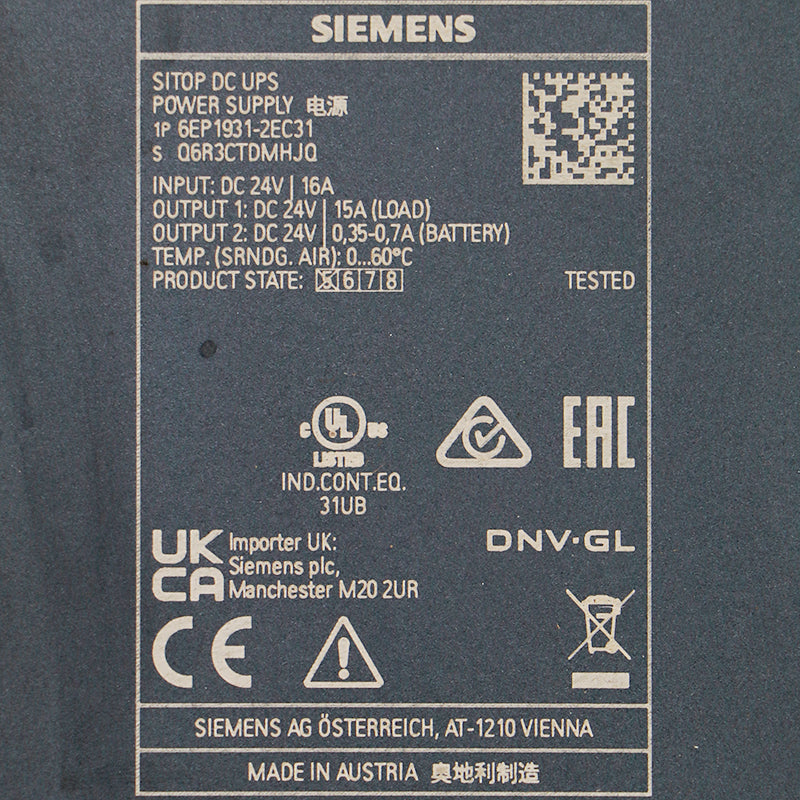 SIEMENS
SITOP DC UPS
POWER SUPPLY 电源
1P 6EP1931-2EC31
S Q6R3CTDMHJQ
INPUT: DC 24V | 16A
OUTPUT 1: DC 24V | 15A (LOAD)
OUTPUT 2: DC 24V | 0,35-0,7A (BATTERY)
TEMP. (SRNDG. AIR): 0...60°C
PRODUCT STATE: 5 6 7 8 TESTED
C UL US
LISTED
EAC
IND.CONT.EQ.
31UB
UK
CA
Importer UK:
Siemens plc,
Manchester M20 2UR
DNV·GL
CE
SIEMENS AG ÖSTERREICH, AT-1210 VIENNA
MADE IN AUSTRIA 奥地利制造